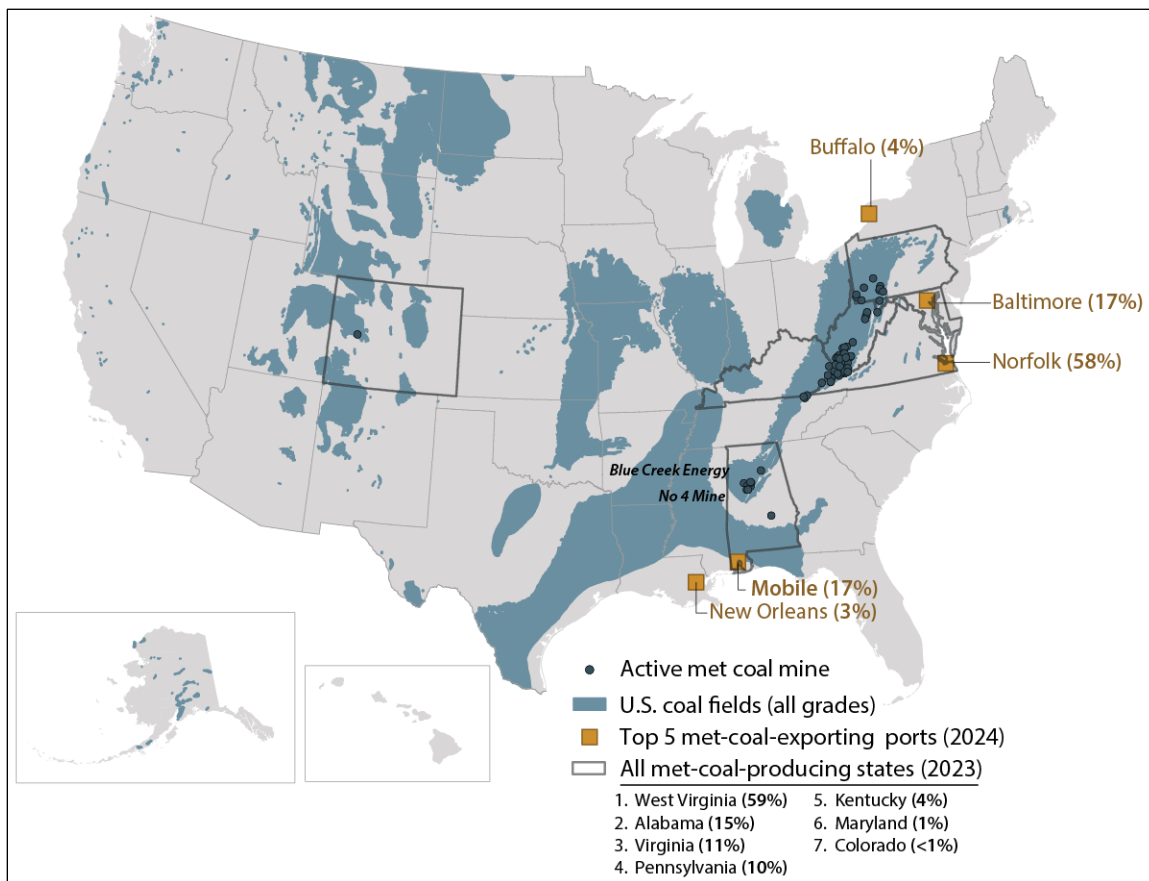 Buffalo (4%)
Baltimore (17%)
Norfolk (58%)
Blue Creek Energy
No 4 Mine
Mobile (17%)
New Orleans (3%)
Active met coal mine
U.S. coal fields (all grades)
Top 5 met-coal-exporting ports (2024)
All met-coal-producing states (2023)
1. West Virginia (59%)
2. Alabama (15%)
3. Virginia (11%)
4. Pennsylvania (10%)
5. Kentucky (4%)
6. Maryland (1%)
7. Colorado (<1%)